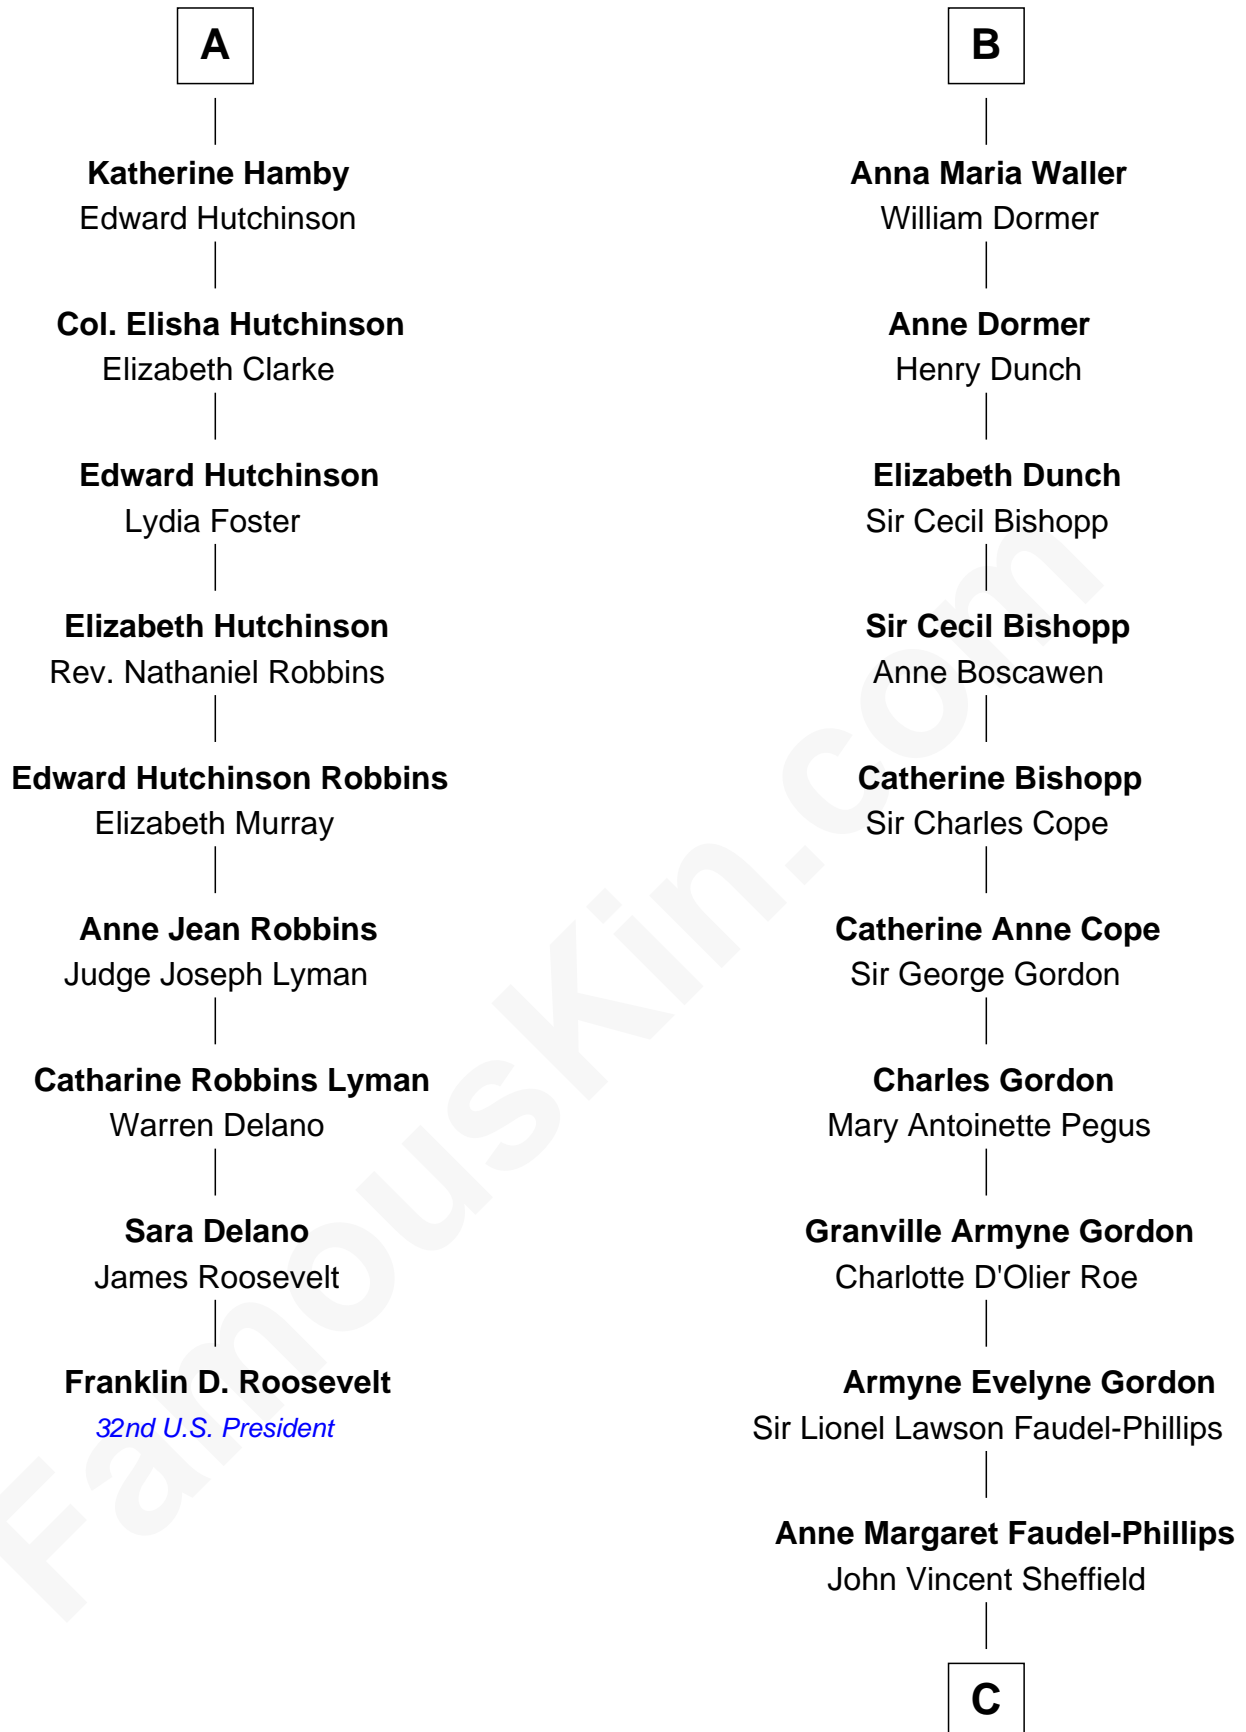 A
Katherine Hamby
Edward Hutchinson
Col. Elisha Hutchinson
Elizabeth Clarke
Edward Hutchinson
Lydia Foster
Elizabeth Hutchinson
Rev. Nathaniel Robbins
Edward Hutchinson Robbins
Elizabeth Murray
Anne Jean Robbins
Judge Joseph Lyman
Catharine Robbins Lyman
Warren Delano
Sara Delano
James Roosevelt
Franklin D. Roosevelt
32nd U.S. President
B
Anna Maria Waller
William Dormer
Anne Dormer
Henry Dunch
Elizabeth Dunch
Sir Cecil Bishopp
Sir Cecil Bishopp
Anne Boscawen
Catherine Bishopp
Sir Charles Cope
Catherine Anne Cope
Sir George Gordon
Charles Gordon
Mary Antoinette Pegus
Granville Armyne Gordon
Charlotte D'Olier Roe
Armyne Evelyne Gordon
Sir Lionel Lawson Faudel-Phillips
Anne Margaret Faudel-Phillips
John Vincent Sheffield
C
FamousKin.com